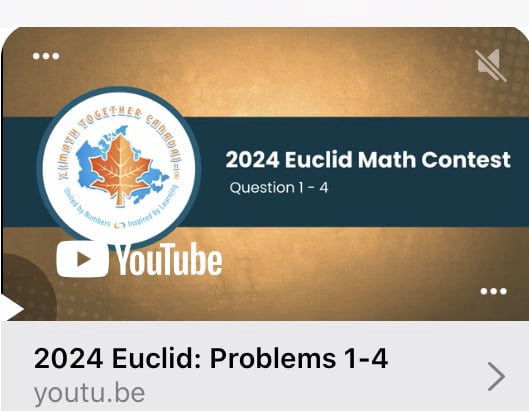 ∑(MATH TOGETHER CANADA)=∞
2024 Euclid Math Contest
Question 1 - 4
United by Numbers
Inspired by Learning
YouTube
2024 Euclid: Problems 1-4
youtu.be